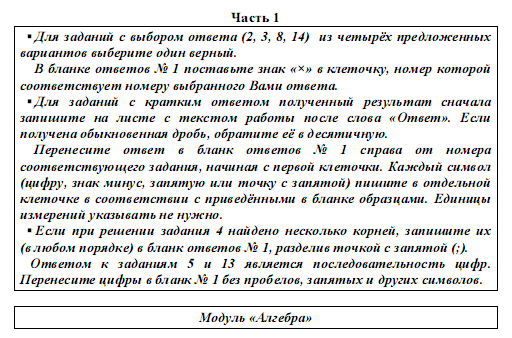 Часть 1
▪ Для заданий с выбором ответа (2, 3, 8, 14) из четырёх предложенных
вариантов выберите один верный.
В бланке ответов № 1 поставьте знак «×» в клеточку, номер которой
соответствует номеру выбранного Вами ответа.
▪ Для заданий с кратким ответом полученный результат сначала
запишите на листе с текстом работы после слова «Ответ». Если
получена обыкновенная дробь, обратите её в десятичную.
Перенесите ответ в бланк ответов № 1 справа от номера
соответствующего задания, начиная с первой клеточки. Каждый символ
(цифру, знак минус, запятую или точку с запятой) пишите в отдельной
клеточке в соответствии с приведёнными в бланке образцами. Единицы
измерений указывать не нужно.
▪ Если при решении задания 4 найдено несколько корней, запишите их
(в любом порядке) в бланк ответов № 1, разделив точкой с запятой (;).
Ответом к заданиям 5 и 13 является последовательность цифр.
Перенесите цифры в бланк № 1 без пробелов, запятых и других символов.
Модуль «Алгебра»